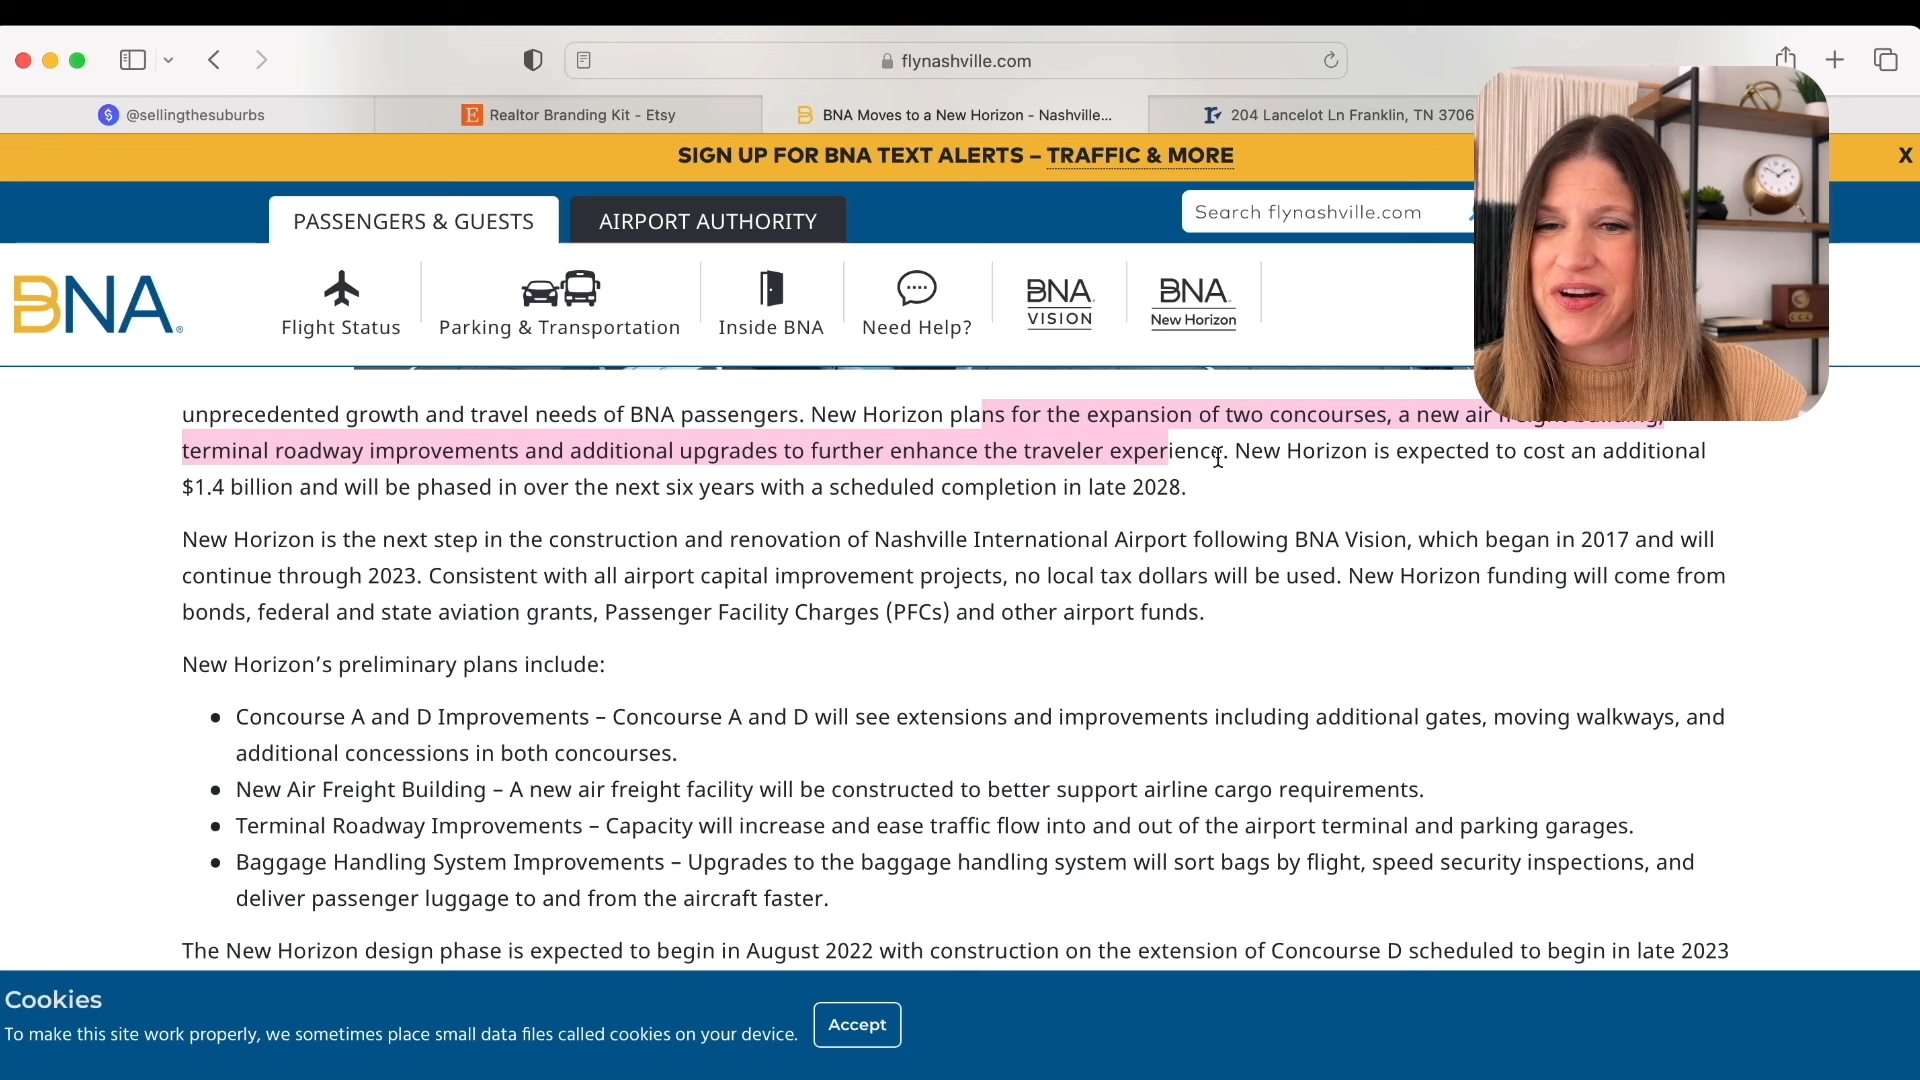 flynashville.com
@sellingthesuburbs
Realtor Branding Kit - Etsy
BNA Moves to a New Horizon - Nashville...
204 Lancelot Ln Franklin, TN 3706
SIGN UP FOR BNA TEXT ALERTS – TRAFFIC & MORE
X
PASSENGERS & GUESTS
AIRPORT AUTHORITY
Search flynashville.com
BNA
Flight Status
Parking & Transportation
Inside BNA
Need Help?
BNA
VISION
BNA
New Horizon
unprecedented growth and travel needs of BNA passengers. New Horizon plans for the expansion of two concourses, a new air freight building,
terminal roadway improvements and additional upgrades to further enhance the traveler experience. New Horizon is expected to cost an additional
$1.4 billion and will be phased in over the next six years with a scheduled completion in late 2028.
New Horizon is the next step in the construction and renovation of Nashville International Airport following BNA Vision, which began in 2017 and will
continue through 2023. Consistent with all airport capital improvement projects, no local tax dollars will be used. New Horizon funding will come from
bonds, federal and state aviation grants, Passenger Facility Charges (PFCs) and other airport funds.
New Horizon’s preliminary plans include:
• Concourse A and D Improvements – Concourse A and D will see extensions and improvements including additional gates, moving walkways, and
additional concessions in both concourses.
• New Air Freight Building – A new air freight facility will be constructed to better support airline cargo requirements.
• Terminal Roadway Improvements – Capacity will increase and ease traffic flow into and out of the airport terminal and parking garages.
• Baggage Handling System Improvements – Upgrades to the baggage handling system will sort bags by flight, speed security inspections, and
deliver passenger luggage to and from the aircraft faster.
The New Horizon design phase is expected to begin in August 2022 with construction on the extension of Concourse D scheduled to begin in late 2023
Cookies
To make this site work properly, we sometimes place small data files called cookies on your device.
Accept